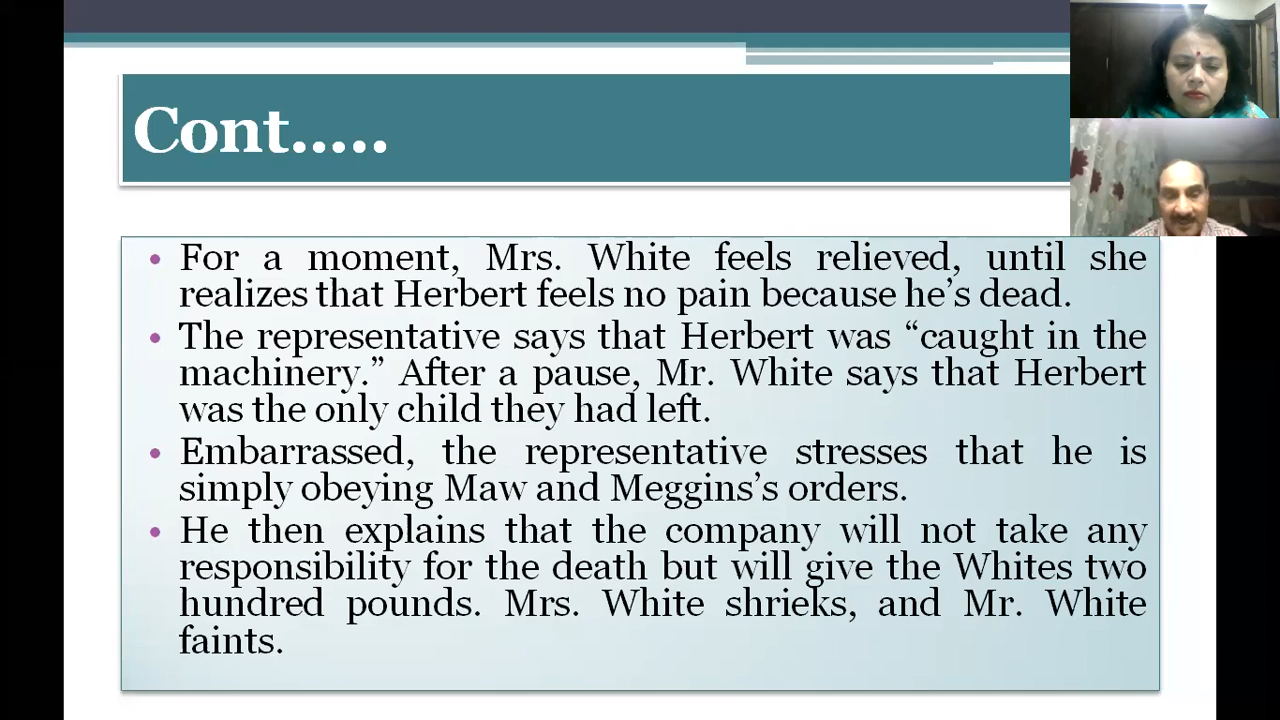 Cont.....
• For a moment, Mrs. White feels relieved, until she
realizes that Herbert feels no pain because he’s dead.
• The representative says that Herbert was “caught in the
machinery.” After a pause, Mr. White says that Herbert
was the only child they had left.
• Embarrassed, the representative stresses that he is
simply obeying Maw and Meggins’s orders.
• He then explains that the company will not take any
responsibility for the death but will give the Whites two
hundred pounds. Mrs. White shrieks, and Mr. White
faints.